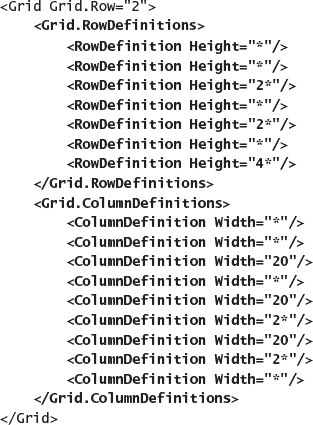 <Grid Grid.Row="2">
    <Grid.RowDefinitions>
        <RowDefinition Height="*"/>
        <RowDefinition Height="*"/>
        <RowDefinition Height="2*"/>
        <RowDefinition Height="*"/>
        <RowDefinition Height="2*"/>
        <RowDefinition Height="*"/>
        <RowDefinition Height="4*"/>
    </Grid.RowDefinitions>
    <Grid.ColumnDefinitions>
        <ColumnDefinition Width="*"/>
        <ColumnDefinition Width="*"/>
        <ColumnDefinition Width="20"/>
        <ColumnDefinition Width="*"/>
        <ColumnDefinition Width="20"/>
        <ColumnDefinition Width="2*"/>
        <ColumnDefinition Width="20"/>
        <ColumnDefinition Width="2*"/>
        <ColumnDefinition Width="*"/>
    </Grid.ColumnDefinitions>
</Grid>